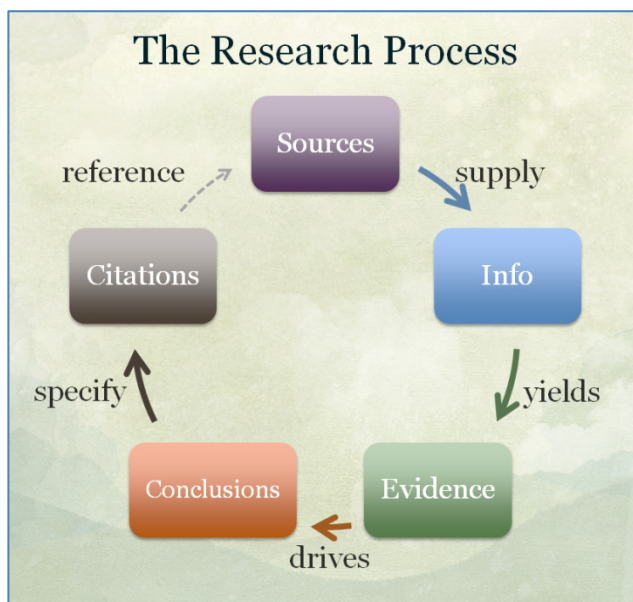 The Research Process
Sources
supply
Info
yields
Evidence
drives
Conclusions
specify
Citations
reference